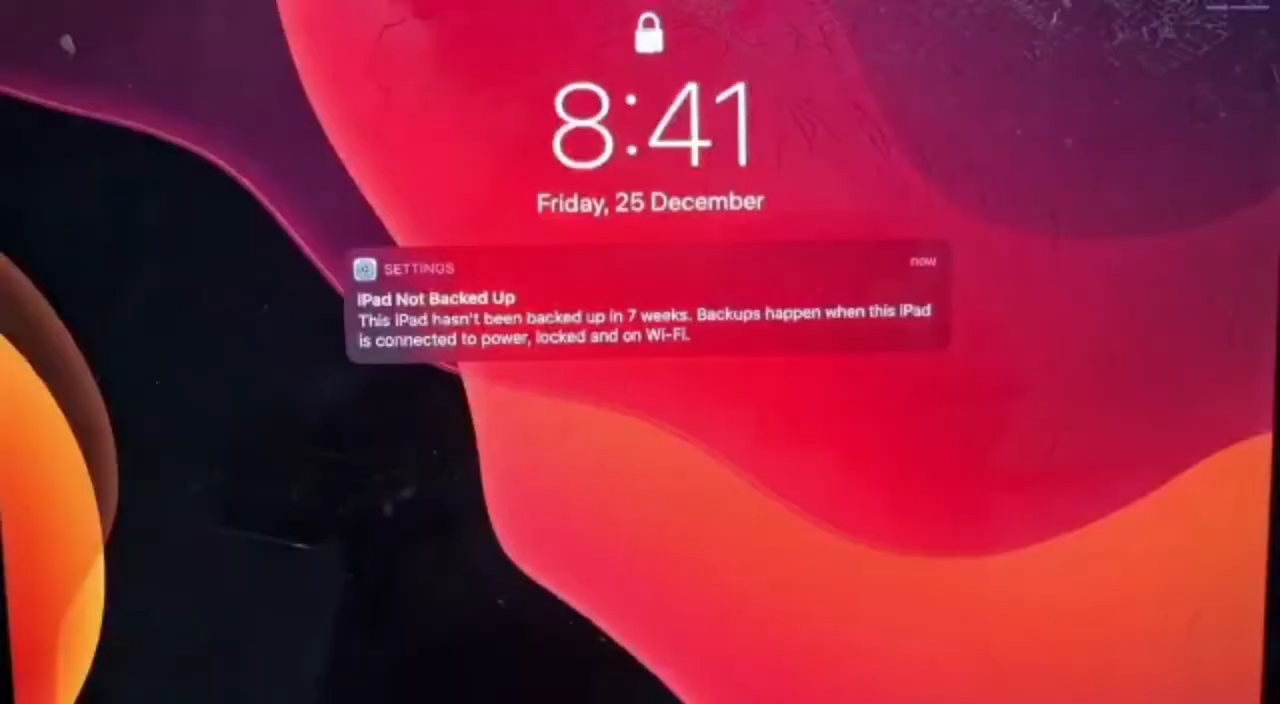 8:41
Friday, 25 December
SETTINGS
now
iPad Not Backed Up
This iPad hasn't been backed up in 7 weeks. Backups happen when this iPad
is connected to power, locked and on Wi-Fi.